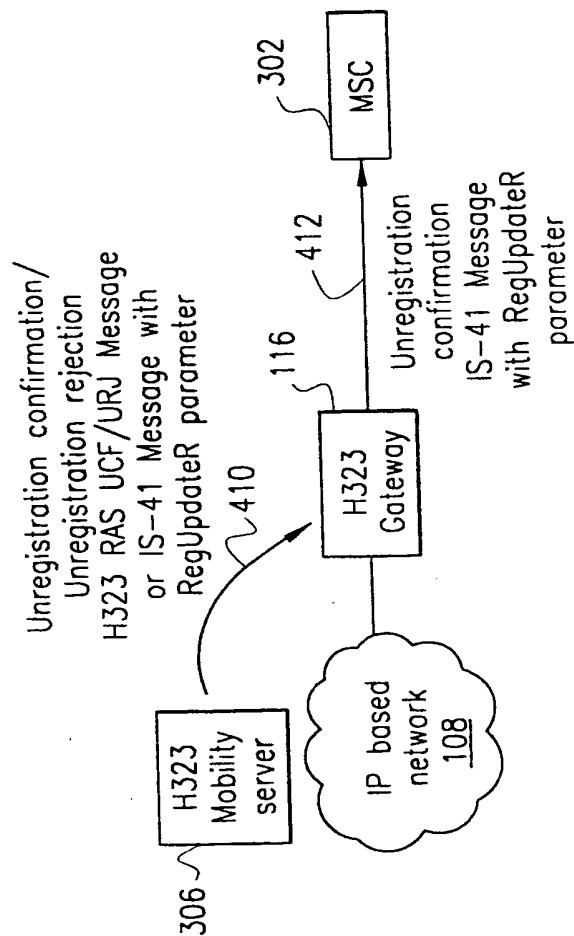 Unregistration confirmation/
Unregistration rejection
H323 RAS UCF/URJ Message
or IS-41 Message with
RegUpdateR parameter
410
306
H323
Mobility
server
IP based
network
108
116
H323
Gateway
412
Unregistration
confirmation
IS-41 Message
with RegUpdateR
parameter
302
MSC